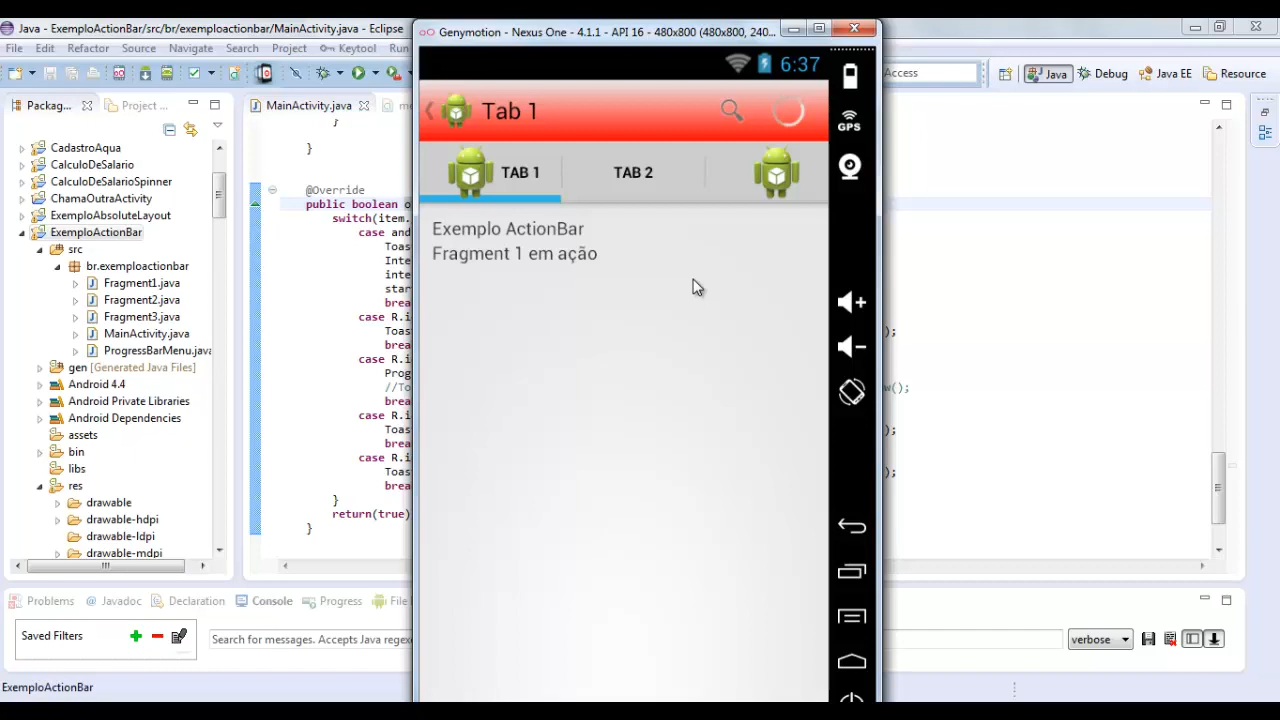 Java - ExemploActionBar/src/br/exemploactionbar/MainActivity.java - Eclipse
Genymotion - Nexus One - 4.1.1 - API 16 - 480x800 (480x800, 240...
File Edit Refactor Source Navigate Search Project Keytool Run
Access
Java Debug Java EE Resource
Packag...
Project ...
MainActivity.java
6:37
Tab 1
GPS
TAB 1
TAB 2
Exemplo ActionBar
Fragment 1 em ação
CadastroAqua
CalculoDeSalario
CalculoDeSalarioSpinner
ChamaOutraActivity
ExemploAbsoluteLayout
ExemploActionBar
src
br.exemploactionbar
Fragment1.java
Fragment2.java
Fragment3.java
MainActivity.java
ProgressBarMenu.java
gen [Generated Java Files]
Android 4.4
Android Private Libraries
Android Dependencies
assets
bin
libs
res
drawable
drawable-hdpi
drawable-ldpi
drawable-mdpi
}
}
@Override
public boolean o
switch(item.
case and
Toas
Inte
inte
star
brea
case R.i
Toas
);
brea
case R.i
Prog
//To
w();
brea
case R.i
Toas
);
brea
case R.i
Toas
);
brea
}
return(true)
}
Problems Javadoc Declaration Console Progress File
Saved Filters
Search for messages. Accepts Java regex
verbose
ExemploActionBar